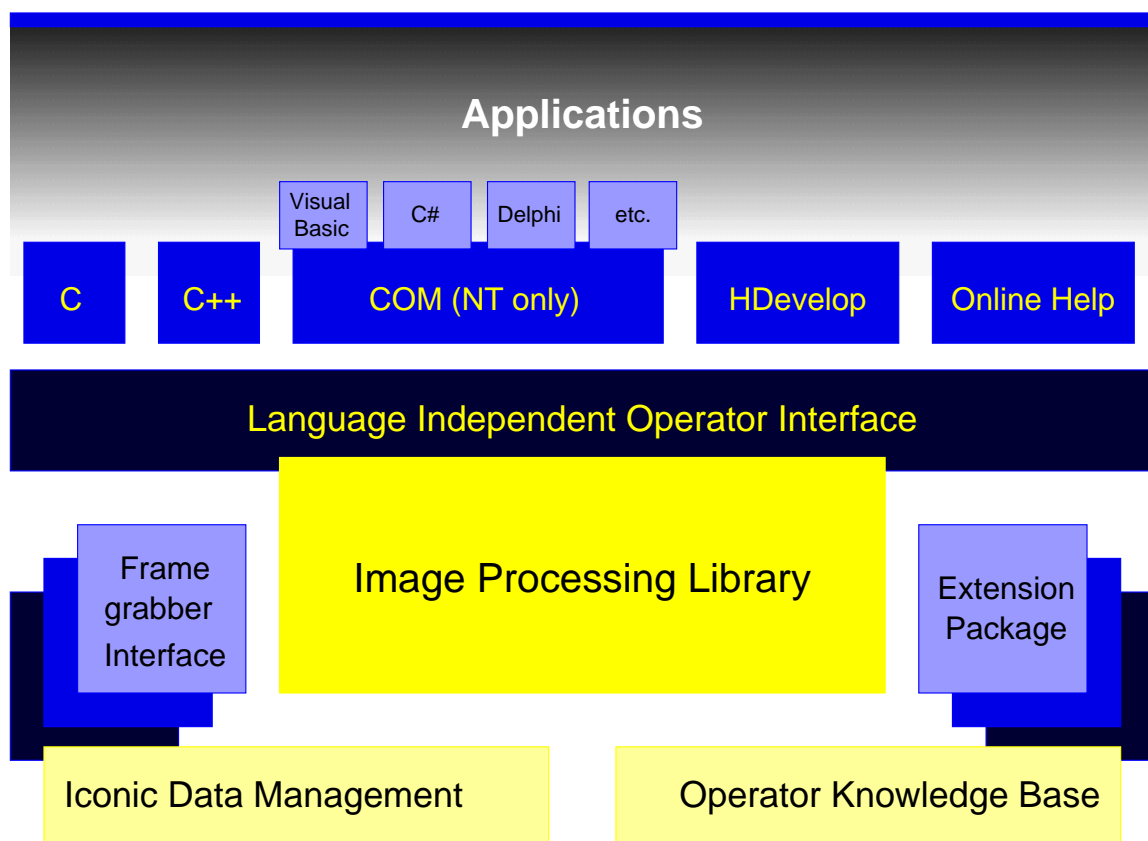 Applications
Visual
Basic
C#
Delphi
etc.
C
C++
COM (NT only)
HDevelop
Online Help
Language Independent Operator Interface
Frame
grabber
Interface
Image Processing Library
Extension
Package
Iconic Data Management
Operator Knowledge Base